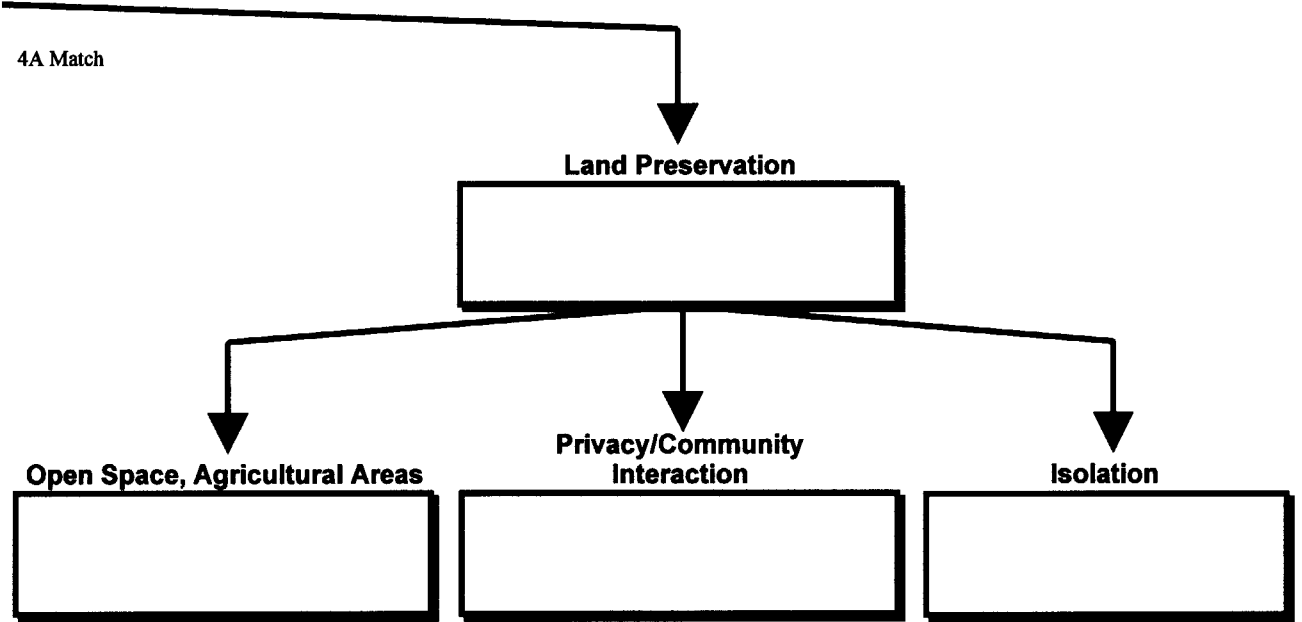 4A Match
Land Preservation
Open Space, Agricultural Areas
Privacy/Community
Interaction
Isolation